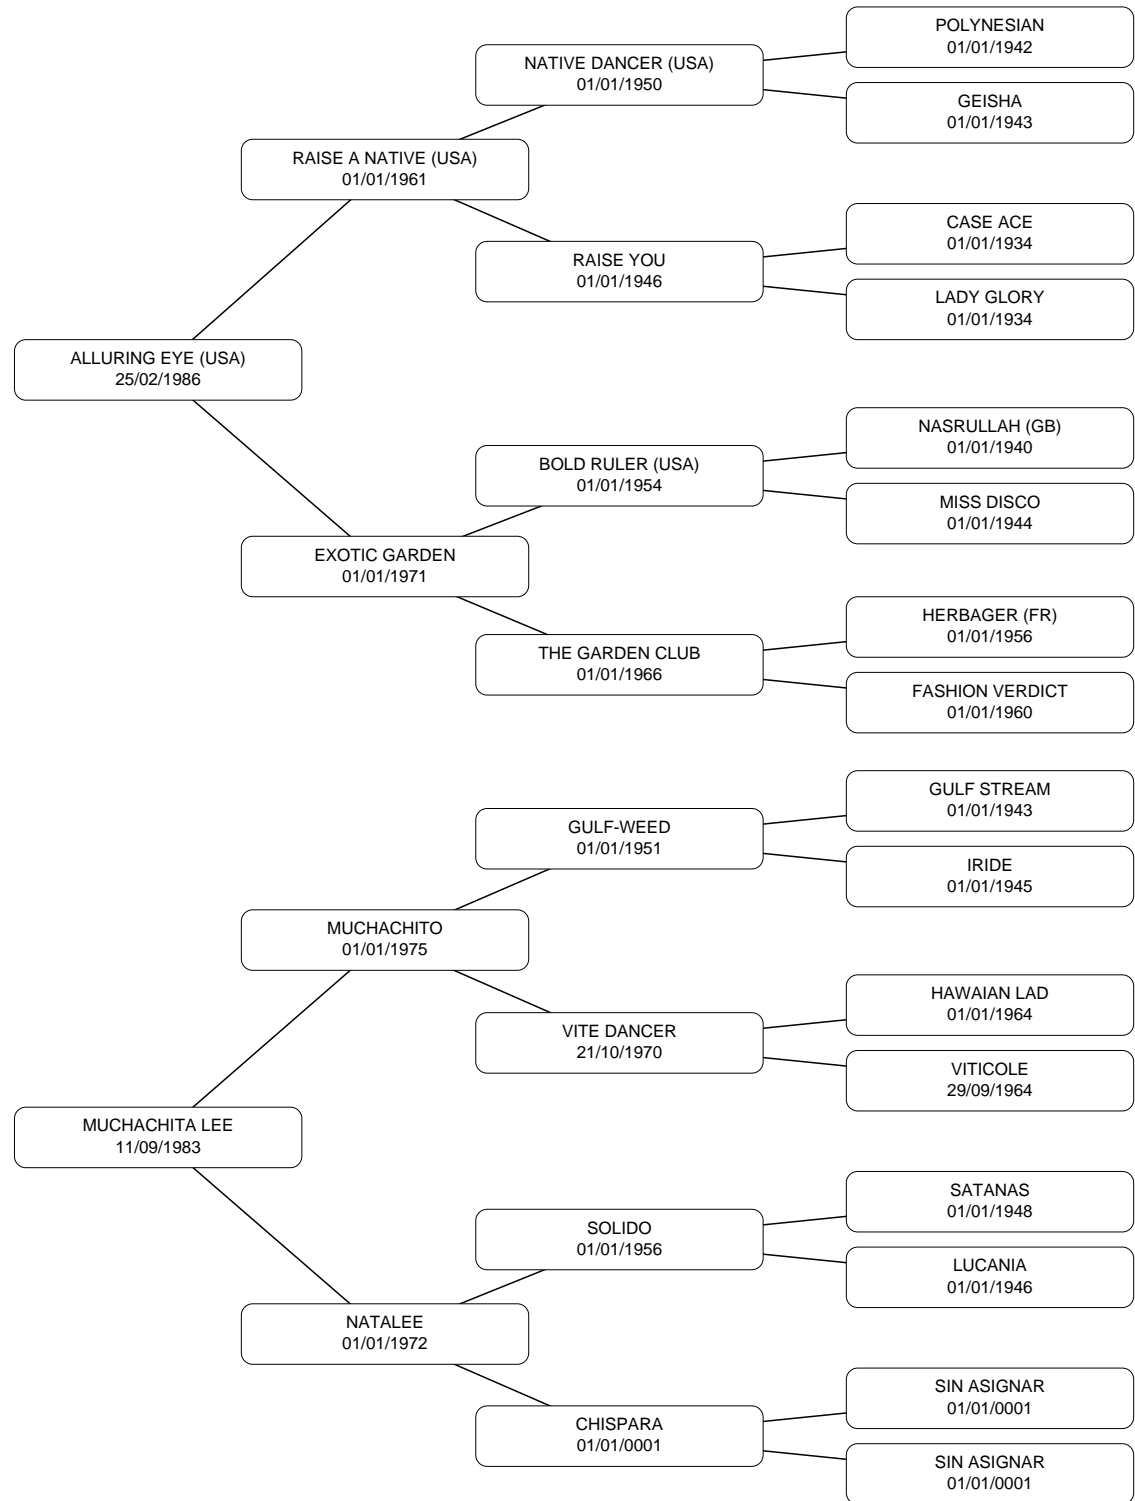 POLYNESIAN
01/01/1942
NATIVE DANCER (USA)
01/01/1950
GEISHA
01/01/1943
RAISE A NATIVE (USA)
01/01/1961
CASE ACE
01/01/1934
RAISE YOU
01/01/1946
LADY GLORY
01/01/1934
ALLURING EYE (USA)
25/02/1986
NASRULLAH (GB)
01/01/1940
BOLD RULER (USA)
01/01/1954
MISS DISCO
01/01/1944
EXOTIC GARDEN
01/01/1971
HERBAGER (FR)
01/01/1956
THE GARDEN CLUB
01/01/1966
FASHION VERDICT
01/01/1960
GULF STREAM
01/01/1943
GULF-WEED
01/01/1951
IRIDE
01/01/1945
MUCHACHITO
01/01/1975
HAWAIAN LAD
01/01/1964
VITE DANCER
21/10/1970
VITICOLE
29/09/1964
MUCHACHITA LEE
11/09/1983
SATANAS
01/01/1948
SOLIDO
01/01/1956
LUCANIA
01/01/1946
NATALEE
01/01/1972
SIN ASIGNAR
01/01/0001
CHISPARA
01/01/0001
SIN ASIGNAR
01/01/0001